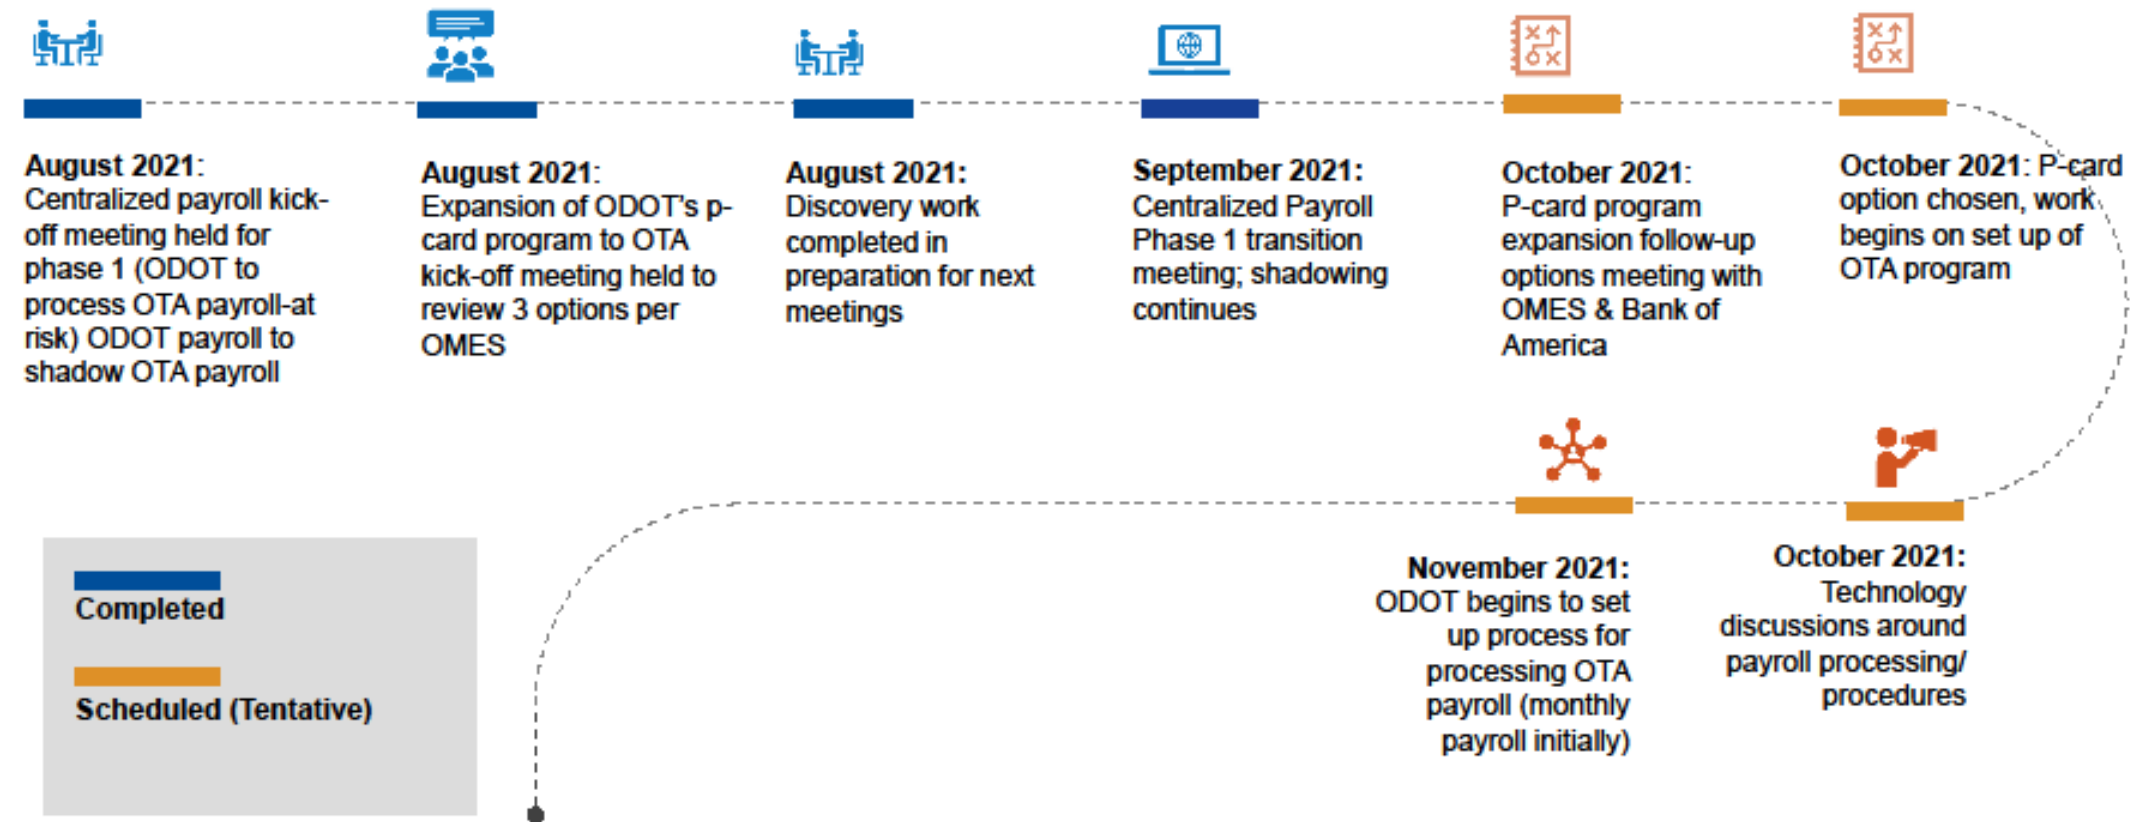 August 2021:
Centralized payroll kick-
off meeting held for
phase 1 (ODOT to
process OTA payroll-at
risk) ODOT payroll to
shadow OTA payroll
August 2021:
Expansion of ODOT's p-
card program to OTA
kick-off meeting held to
review 3 options per
OMES
August 2021:
Discovery work
completed in
preparation for next
meetings
September 2021:
Centralized Payroll
Phase 1 transition
meeting; shadowing
continues
October 2021:
P-card program
expansion follow-up
options meeting with
OMES & Bank of
America
October 2021: P-card
option chosen, work
begins on set up of
OTA program
October 2021:
Technology
discussions around
payroll processing/
procedures
November 2021:
ODOT begins to set
up process for
processing OTA
payroll (monthly
payroll initially)
Completed
Scheduled (Tentative)